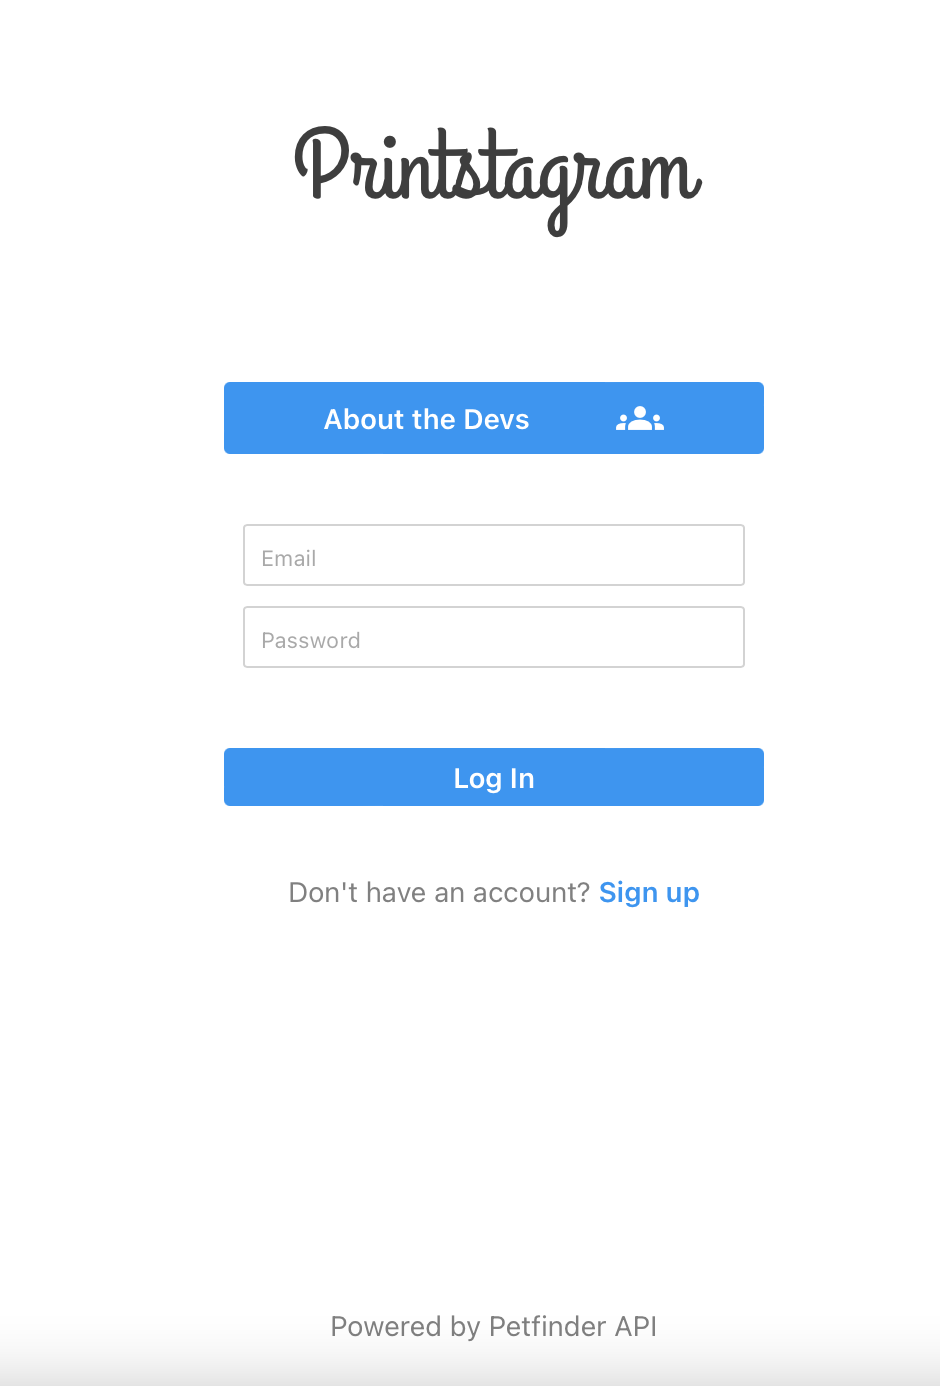 Printstagram
About the Devs
Email
Password
Log In
Don't have an account? Sign up
Powered by Petfinder API